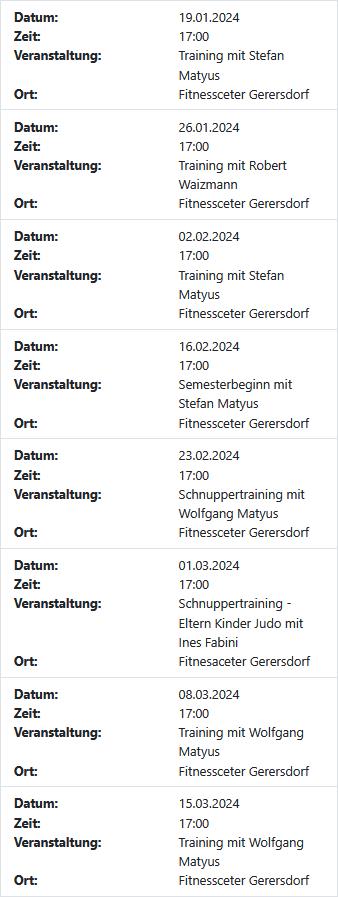 Datum: 19.01.2024
Zeit: 17:00
Veranstaltung: Training mit Stefan
Matyus
Ort: Fitnessceter Gerersdorf
Datum: 26.01.2024
Zeit: 17:00
Veranstaltung: Training mit Robert
Waizmann
Ort: Fitnessceter Gerersdorf
Datum: 02.02.2024
Zeit: 17:00
Veranstaltung: Training mit Stefan
Matyus
Ort: Fitnessceter Gerersdorf
Datum: 16.02.2024
Zeit: 17:00
Veranstaltung: Semesterbeginn mit
Stefan Matyus
Ort: Fitnessceter Gerersdorf
Datum: 23.02.2024
Zeit: 17:00
Veranstaltung: Schnuppertraining mit
Wolfgang Matyus
Ort: Fitnessceter Gerersdorf
Datum: 01.03.2024
Zeit: 17:00
Veranstaltung: Schnuppertraining -
Eltern Kinder Judo mit
Ines Fabini
Ort: Fitnesaceter Gerersdorf
Datum: 08.03.2024
Zeit: 17:00
Veranstaltung: Training mit Wolfgang
Matyus
Ort: Fitnessceter Gerersdorf
Datum: 15.03.2024
Zeit: 17:00
Veranstaltung: Training mit Wolfgang
Matyus
Ort: Fitnessceter Gerersdorf